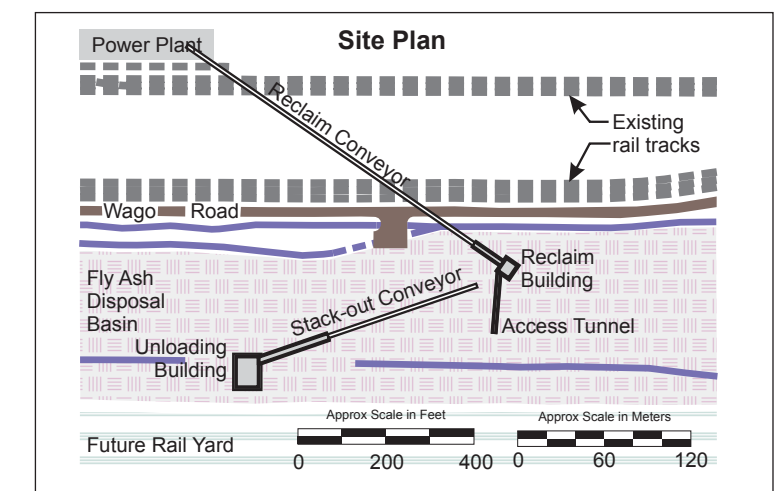 Site Plan
Power Plant
Reclaim Conveyor
Existing
rail tracks
Wago Road
Reclaim
Building
Fly Ash
Disposal
Basin
Stack-out Conveyor
Access Tunnel
Unloading
Building
Approx Scale in Feet
Approx Scale in Meters
Future Rail Yard
0 200 400
0 60 120